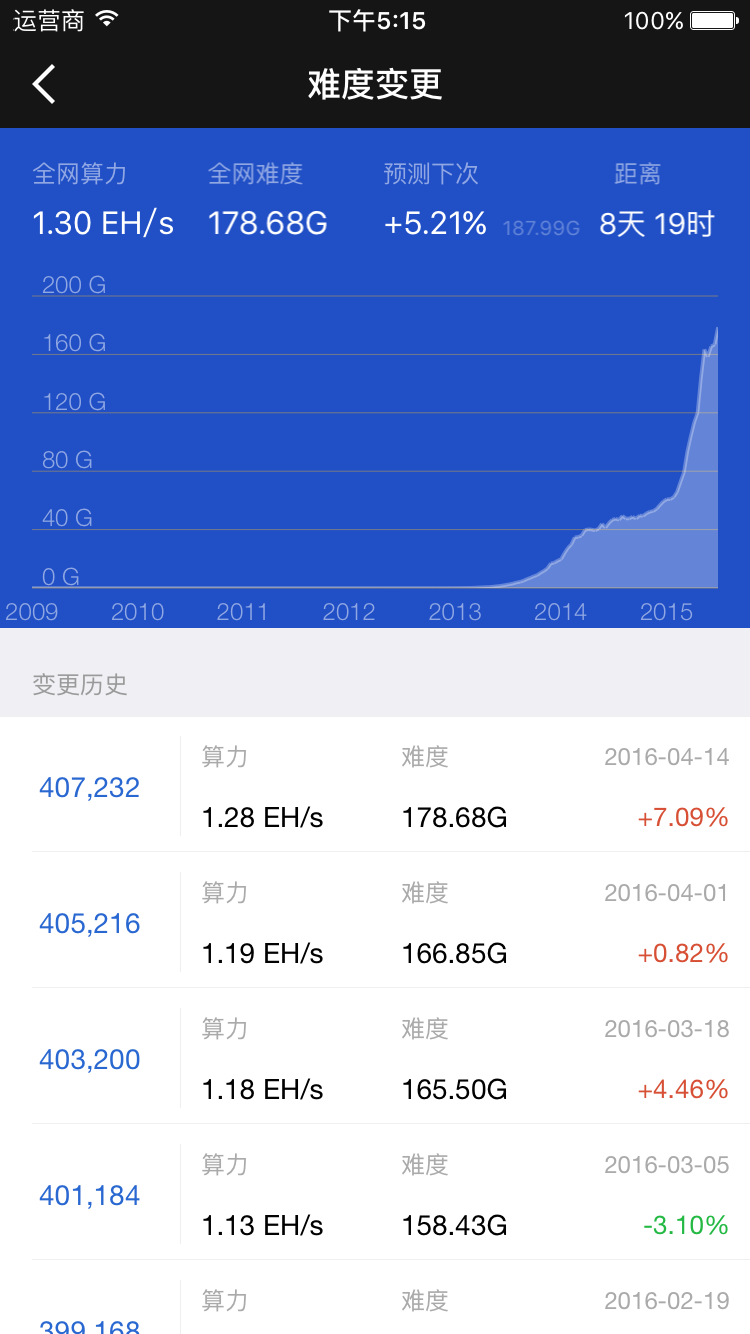 运营商 下午5:15 100%
难度变更
全网算力 全网难度 预测下次 距离
1.30 EH/s 178.68G +5.21% 187.99G 8天 19时
200 G
160 G
120 G
80 G
40 G
0 G
2009 2010 2011 2012 2013 2014 2015
变更历史
算力 难度 2016-04-14
407,232
1.28 EH/s 178.68G +7.09%
算力 难度 2016-04-01
405,216
1.19 EH/s 166.85G +0.82%
算力 难度 2016-03-18
403,200
1.18 EH/s 165.50G +4.46%
算力 难度 2016-03-05
401,184
1.13 EH/s 158.43G -3.10%
算力 难度 2016-02-19
399,168